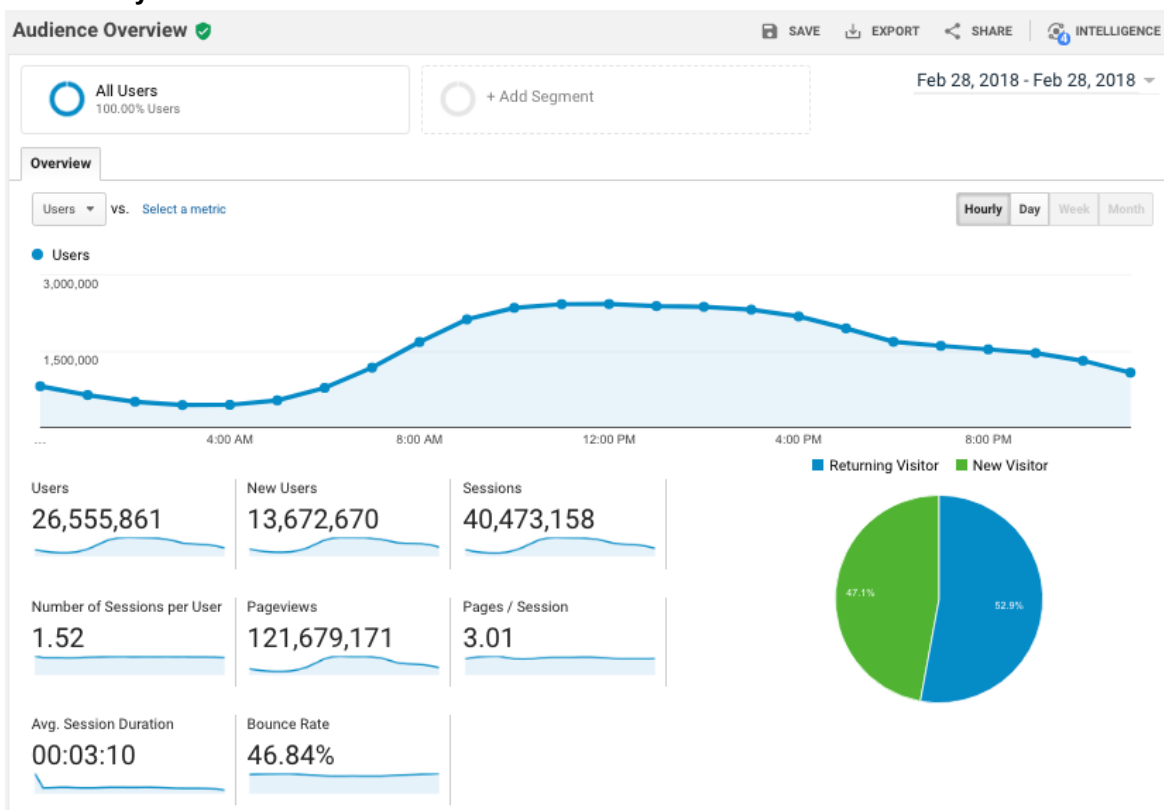 Audience Overview
SAVE EXPORT SHARE 4 INTELLIGENCE
All Users
100.00% Users
+ Add Segment
Feb 28, 2018 - Feb 28, 2018
Overview
Users VS. Select a metric
Hourly Day Week Month
Users
3,000,000
1,500,000
... 4:00 AM 8:00 AM 12:00 PM 4:00 PM 8:00 PM
Returning Visitor New Visitor
Users New Users Sessions
26,555,861 13,672,670 40,473,158
47.1% 52.9%
Number of Sessions per User Pageviews Pages / Session
1.52 121,679,171 3.01
Avg. Session Duration Bounce Rate
00:03:10 46.84%